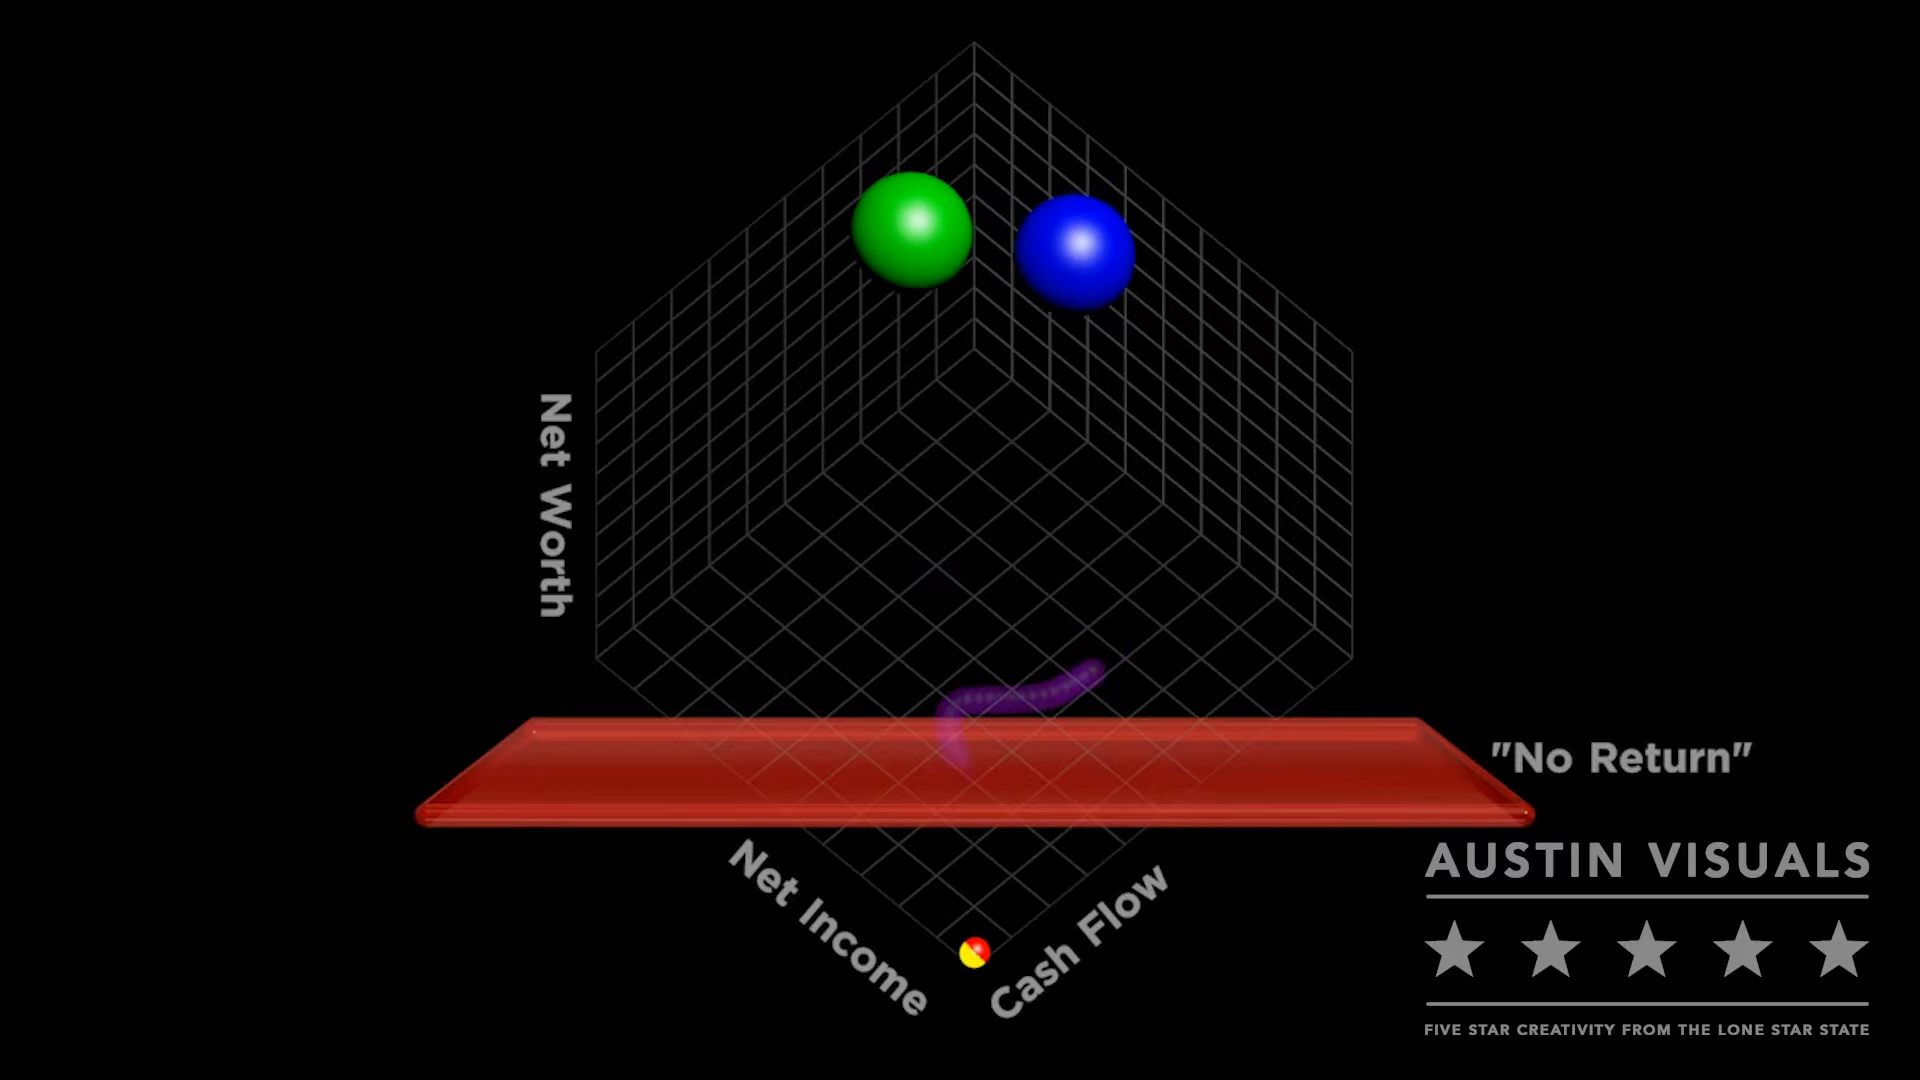 Net Worth
"No Return"
Net Income
Cash Flow
AUSTIN VISUALS
FIVE STAR CREATIVITY FROM THE LONE STAR STATE